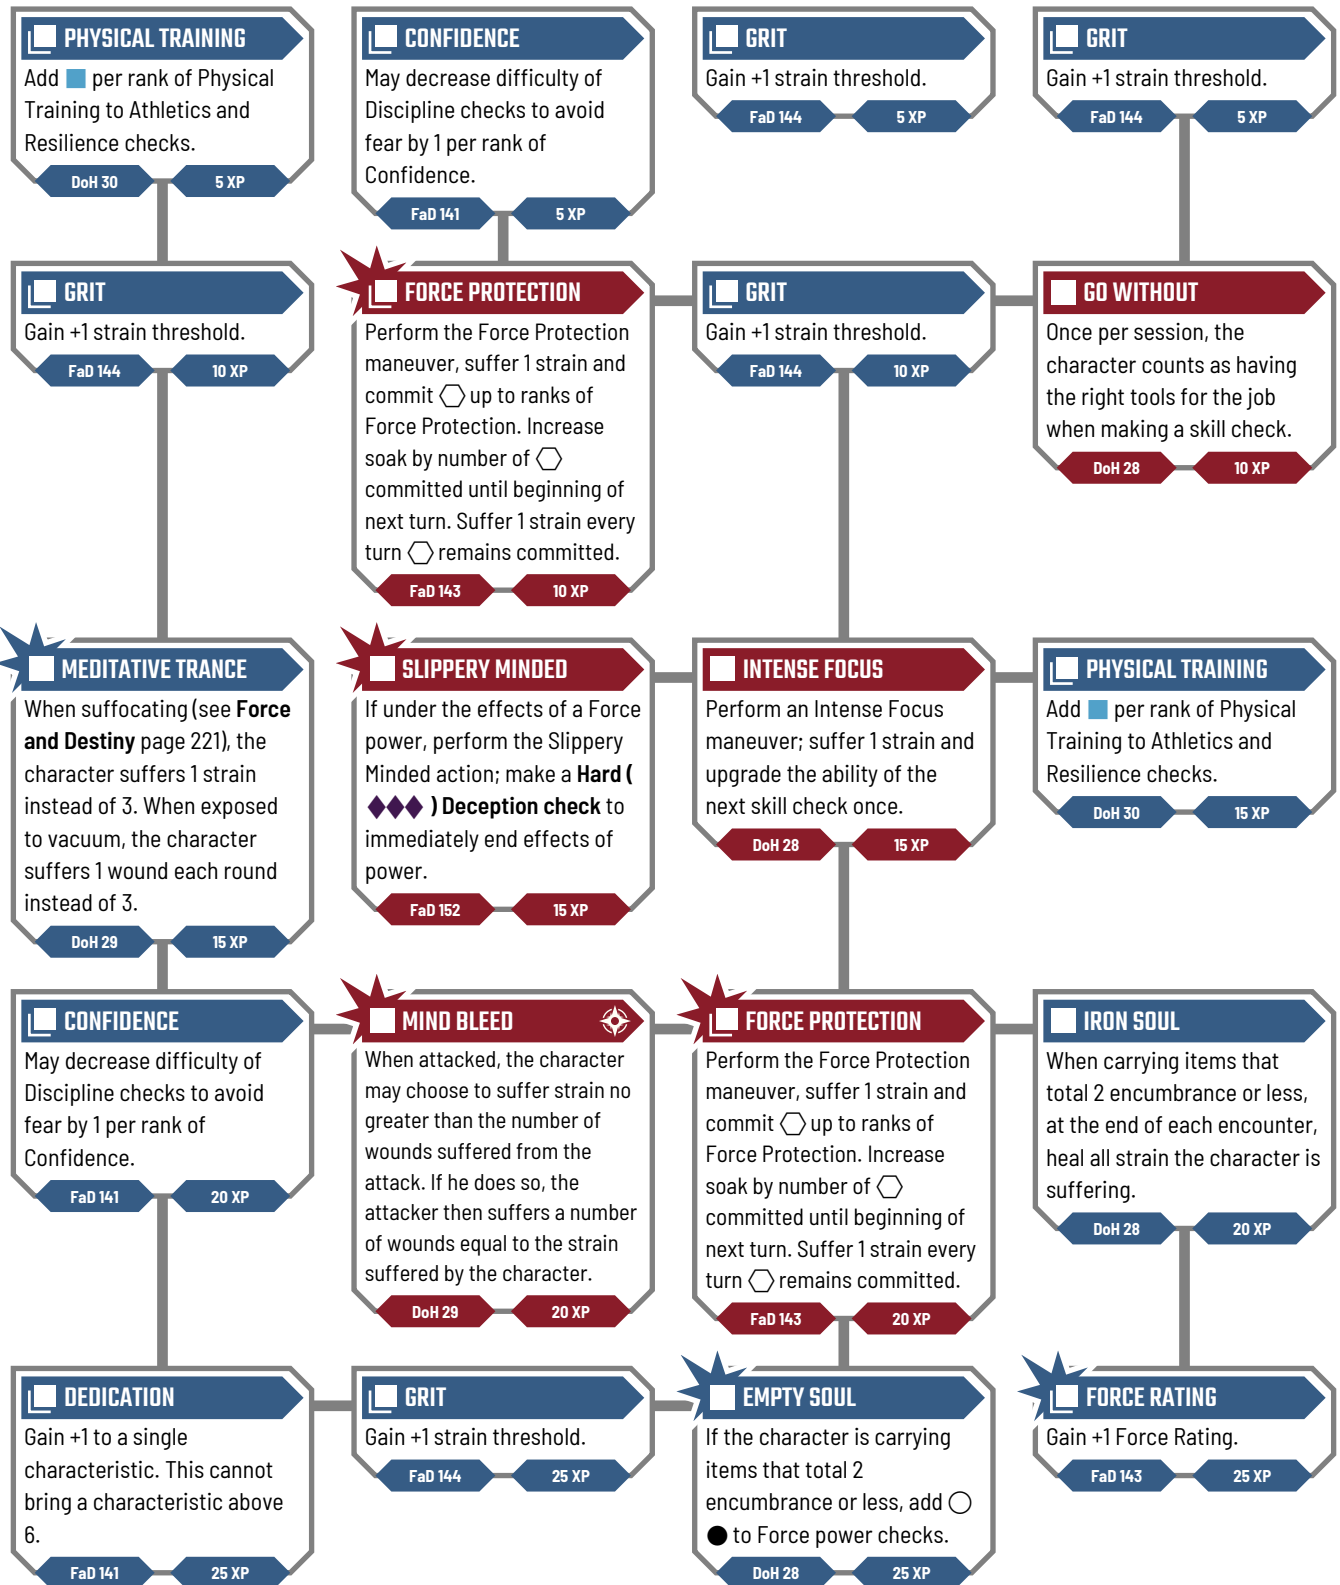 PHYSICAL TRAINING
Add per rank of Physical
Training to Athletics and
Resilience checks.
DoH 30 5 XP
CONFIDENCE
May decrease difficulty of
Discipline checks to avoid
fear by 1 per rank of
Confidence.
FaD 141 5 XP
GRIT
Gain +1 strain threshold.
FaD 144 5 XP
GRIT
Gain +1 strain threshold.
FaD 144 5 XP
GRIT
Gain +1 strain threshold.
FaD 144 10 XP
FORCE PROTECTION
Perform the Force Protection
maneuver, suffer 1 strain and
commit up to ranks of
Force Protection. Increase
soak by number of
committed until beginning of
next turn. Suffer 1 strain every
turn remains committed.
FaD 143 10 XP
GRIT
Gain +1 strain threshold.
FaD 144 10 XP
GO WITHOUT
Once per session, the
character counts as having
the right tools for the job
when making a skill check.
DoH 28 10 XP
MEDITATIVE TRANCE
When suffocating (see Force
and Destiny page 221), the
character suffers 1 strain
instead of 3. When exposed
to vacuum, the character
suffers 1 wound each round
instead of 3.
DoH 29 15 XP
SLIPPERY MINDED
If under the effects of a Force
power, perform the Slippery
Minded action; make a Hard (
) Deception check to
immediately end effects of
power.
FaD 152 15 XP
INTENSE FOCUS
Perform an Intense Focus
maneuver; suffer 1 strain and
upgrade the ability of the
next skill check once.
DoH 28 15 XP
PHYSICAL TRAINING
Add per rank of Physical
Training to Athletics and
Resilience checks.
DoH 30 15 XP
CONFIDENCE
May decrease difficulty of
Discipline checks to avoid
fear by 1 per rank of
Confidence.
FaD 141 20 XP
MIND BLEED
When attacked, the character
may choose to suffer strain no
greater than the number of
wounds suffered from the
attack. If he does so, the
attacker then suffers a number
of wounds equal to the strain
suffered by the character.
DoH 29 20 XP
FORCE PROTECTION
Perform the Force Protection
maneuver, suffer 1 strain and
commit up to ranks of
Force Protection. Increase
soak by number of
committed until beginning of
next turn. Suffer 1 strain every
turn remains committed.
FaD 143 20 XP
IRON SOUL
When carrying items that
total 2 encumbrance or less,
at the end of each encounter,
heal all strain the character is
suffering.
DoH 28 20 XP
DEDICATION
Gain +1 to a single
characteristic. This cannot
bring a characteristic above
6.
FaD 141 25 XP
GRIT
Gain +1 strain threshold.
FaD 144 25 XP
EMPTY SOUL
If the character is carrying
items that total 2
encumbrance or less, add
to Force power checks.
DoH 28 25 XP
FORCE RATING
Gain +1 Force Rating.
FaD 143 25 XP